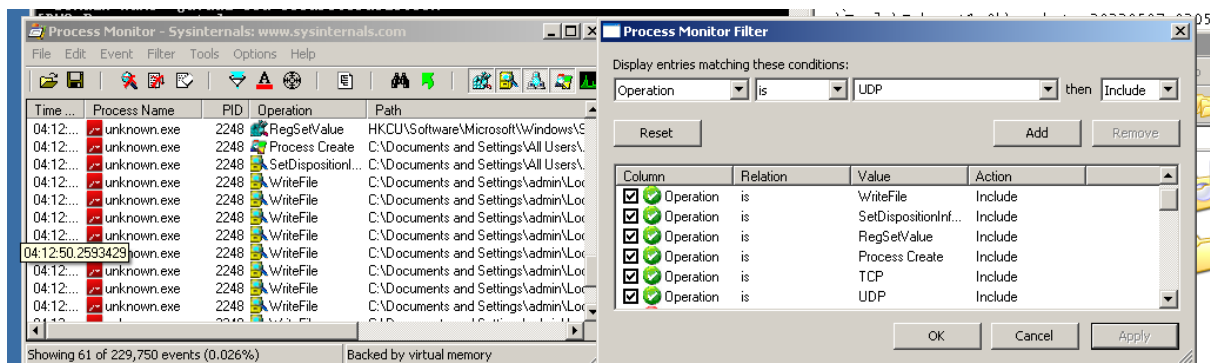 Process Monitor - Sysinternals: www.sysinternals.com
File Edit Event Filter Tools Options Help
Time ... Process Name PID Operation Path
04:12:... unknown.exe 2248 RegSetValue HKCU\Software\Microsoft\Windows\S
04:12:... unknown.exe 2248 Process Create C:\Documents and Settings\All Users\.
04:12:... unknown.exe 2248 SetDispositionI... C:\Documents and Settings\All Users\.
04:12:... unknown.exe 2248 WriteFile C:\Documents and Settings\admin\Loc
04:12:... unknown.exe 2248 WriteFile C:\Documents and Settings\admin\Loc
04:12:... unknown.exe 2248 WriteFile C:\Documents and Settings\admin\Loc
04:12:... unknown.exe 2248 WriteFile C:\Documents and Settings\admin\Loc
04:12:50.2593429 nown.exe 2248 WriteFile C:\Documents and Settings\admin\Loc
04:12:... unknown.exe 2248 WriteFile C:\Documents and Settings\admin\Loc
04:12:... unknown.exe 2248 WriteFile C:\Documents and Settings\admin\Loc
04:12:... unknown.exe 2248 WriteFile C:\Documents and Settings\admin\Loc
Showing 61 of 229,750 events (0.026%) Backed by virtual memory
Process Monitor Filter
Display entries matching these conditions:
Operation is UDP then Include
Reset Add Remove
Column Relation Value Action
Operation is WriteFile Include
Operation is SetDispositionInf... Include
Operation is RegSetValue Include
Operation is Process Create Include
Operation is TCP Include
Operation is UDP Include
OK Cancel Apply